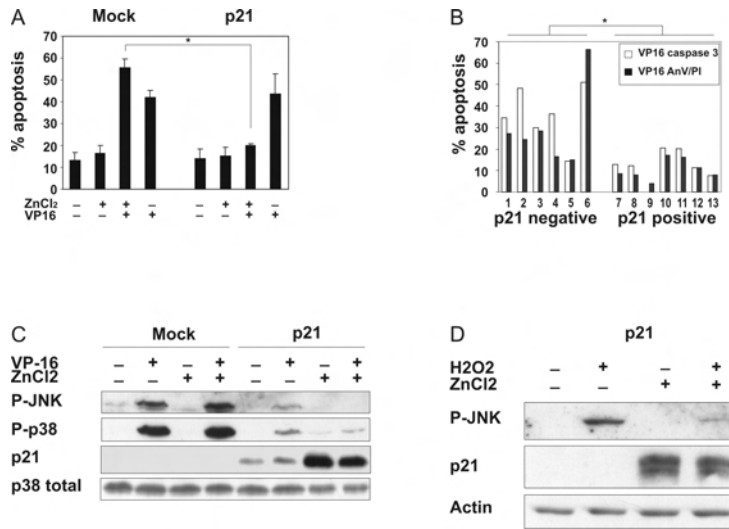 A
Mock
p21
% apoptosis
70
60
50
40
30
20
10
0
*
ZnCl₂ – + + – – + + –
VP16 – – + + – – + +
B
*
% apoptosis
70
60
50
40
30
20
10
0
VP16 caspase 3
VP16 AnV/PI
1 2 3 4 5 6 7 8 9 10 11 12 13
p21 negative p21 positive
C
Mock p21
VP-16 – + – + – + – +
ZnCl2 – – + + – – + +
P-JNK
P-p38
p21
p38 total
D
p21
H2O2 – + – +
ZnCl2 – – + +
P-JNK
p21
Actin